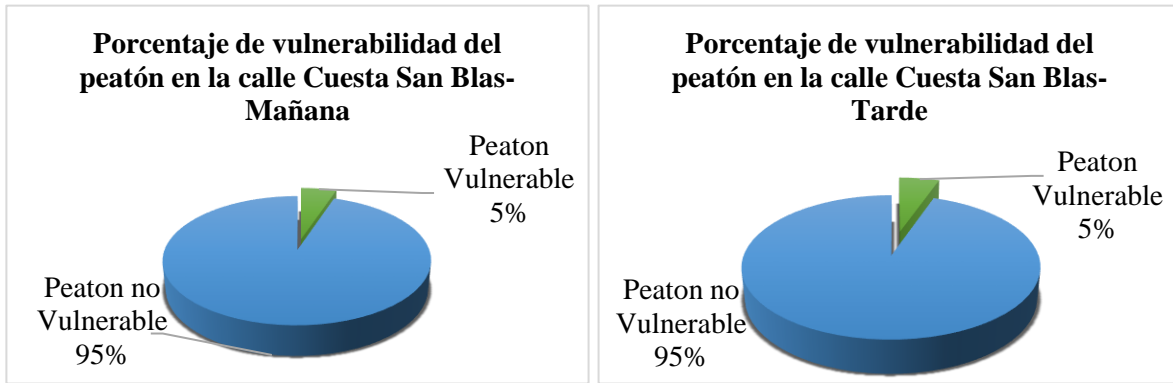 Porcentaje de vulnerabilidad del
peatón en la calle Cuesta San Blas-
Mañana
Peaton
Vulnerable
5%
Peaton no
Vulnerable
95%
Porcentaje de vulnerabilidad del
peatón en la calle Cuesta San Blas-
Tarde
Peaton
Vulnerable
5%
Peaton no
Vulnerable
95%